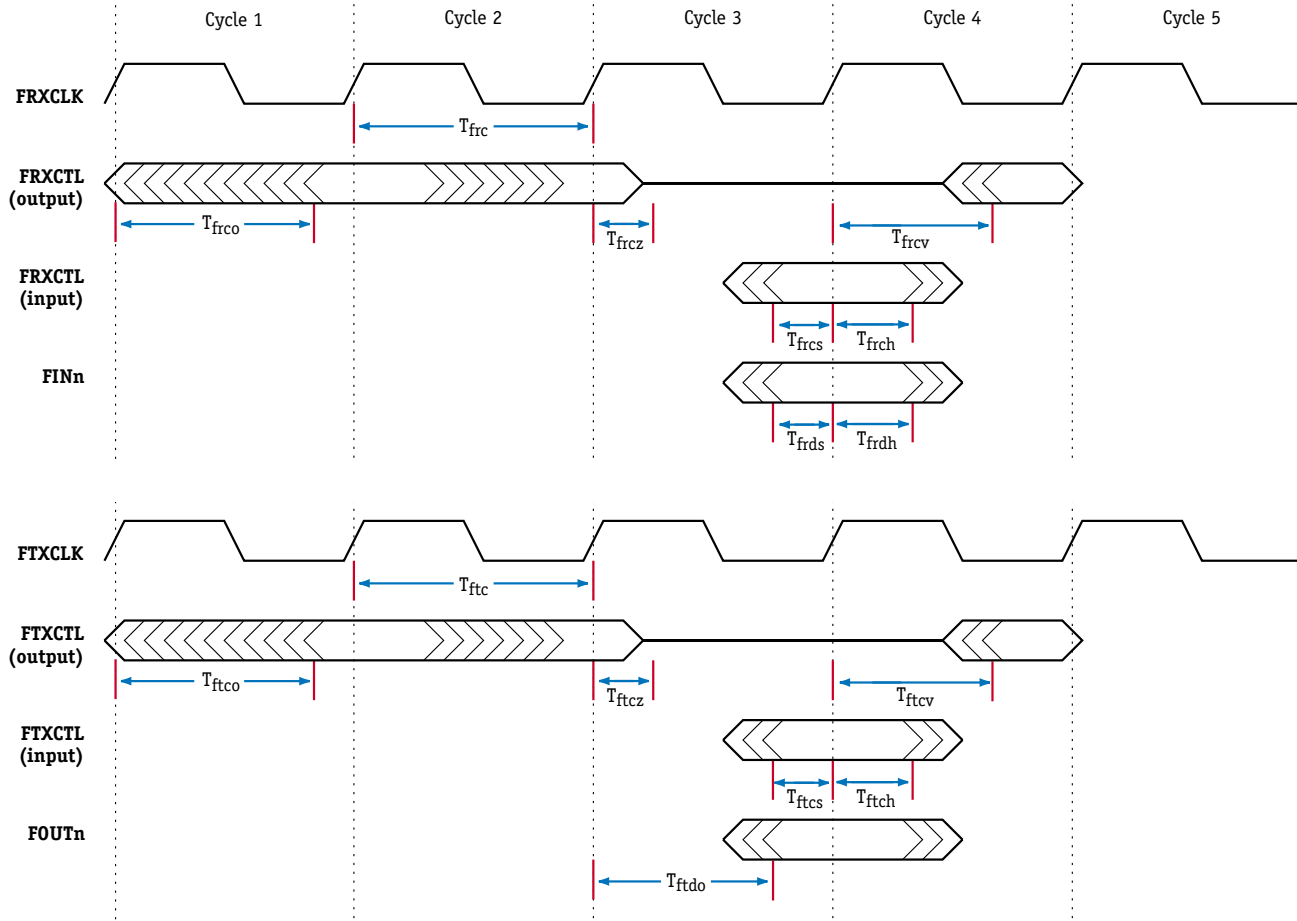 Cycle 1
Cycle 2
Cycle 3
Cycle 4
Cycle 5
FRXCLK
Tfrc
FRXCTL
(output)
Tfrco
Tfrcz
Tfrcv
FRXCTL
(input)
Tfrcs
Tfrch
FINn
Tfrds
Tfrdh
FTXCLK
Tftc
FTXCTL
(output)
Tftco
Tftcz
Tftcv
FTXCTL
(input)
Tftcs
Tftch
FOUTn
Tftdo